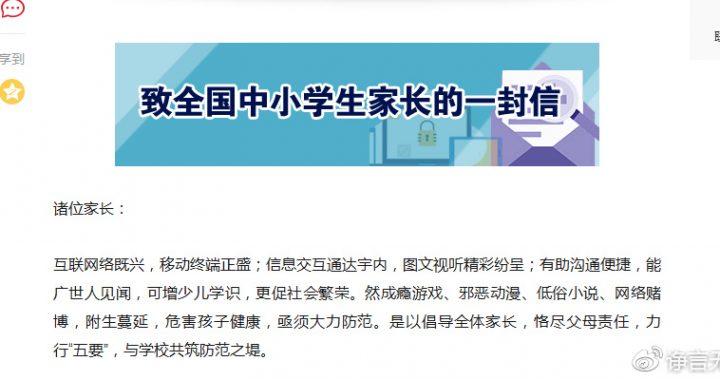 享到
致全国中小学生家长的一封信
诸位家长：
互联网络既兴，移动终端正盛；信息交互通达宇内，图文视听精彩纷呈；有助沟通便捷，能
广世人见闻，可增少儿学识，更促社会繁荣。然成瘾游戏、邪恶动漫、低俗小说、网络赌
博，附生蔓延，危害孩子健康，亟须大力防范。是以倡导全体家长，恪尽父母责任，力
行"五要"，与学校共筑防范之堤。
@诤言无